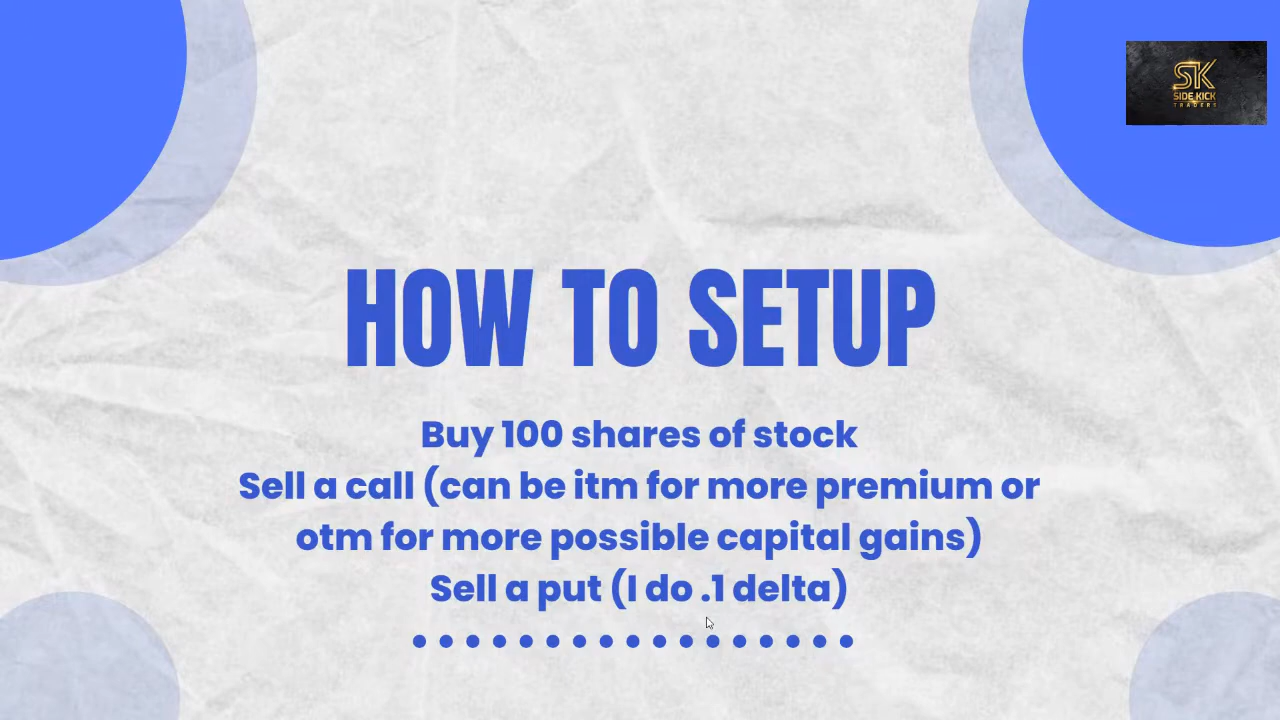 SK
SIDE KICK
TRADERS
HOW TO SETUP
Buy 100 shares of stock
Sell a call (can be itm for more premium or
otm for more possible capital gains)
Sell a put (I do .1 delta)